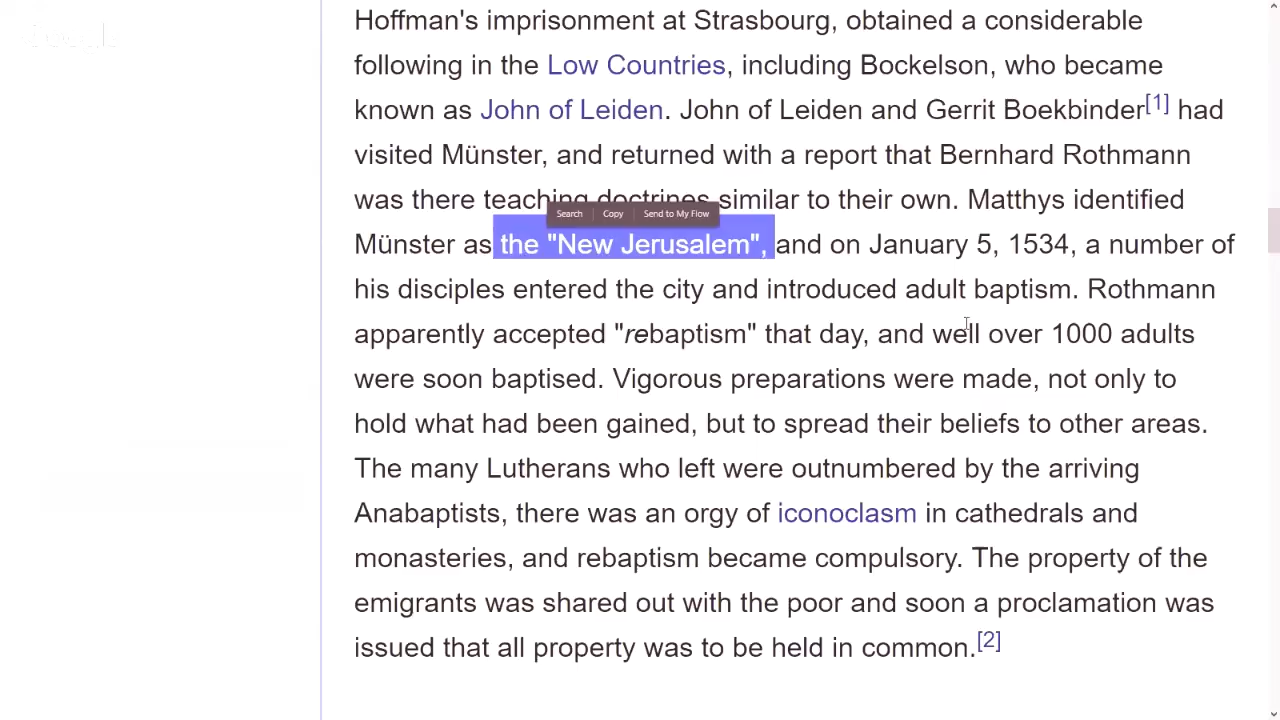 Hoffman's imprisonment at Strasbourg, obtained a considerable
following in the Low Countries, including Bockelson, who became
known as John of Leiden. John of Leiden and Gerrit Boekbinder[1] had
visited Münster, and returned with a report that Bernhard Rothmann
was there teaching doctrines similar to their own. Matthys identified
Search Copy Send to My Flow
Münster as the "New Jerusalem", and on January 5, 1534, a number of
his disciples entered the city and introduced adult baptism. Rothmann
apparently accepted "rebaptism" that day, and well over 1000 adults
were soon baptised. Vigorous preparations were made, not only to
hold what had been gained, but to spread their beliefs to other areas.
The many Lutherans who left were outnumbered by the arriving
Anabaptists, there was an orgy of iconoclasm in cathedrals and
monasteries, and rebaptism became compulsory. The property of the
emigrants was shared out with the poor and soon a proclamation was
issued that all property was to be held in common.[2]